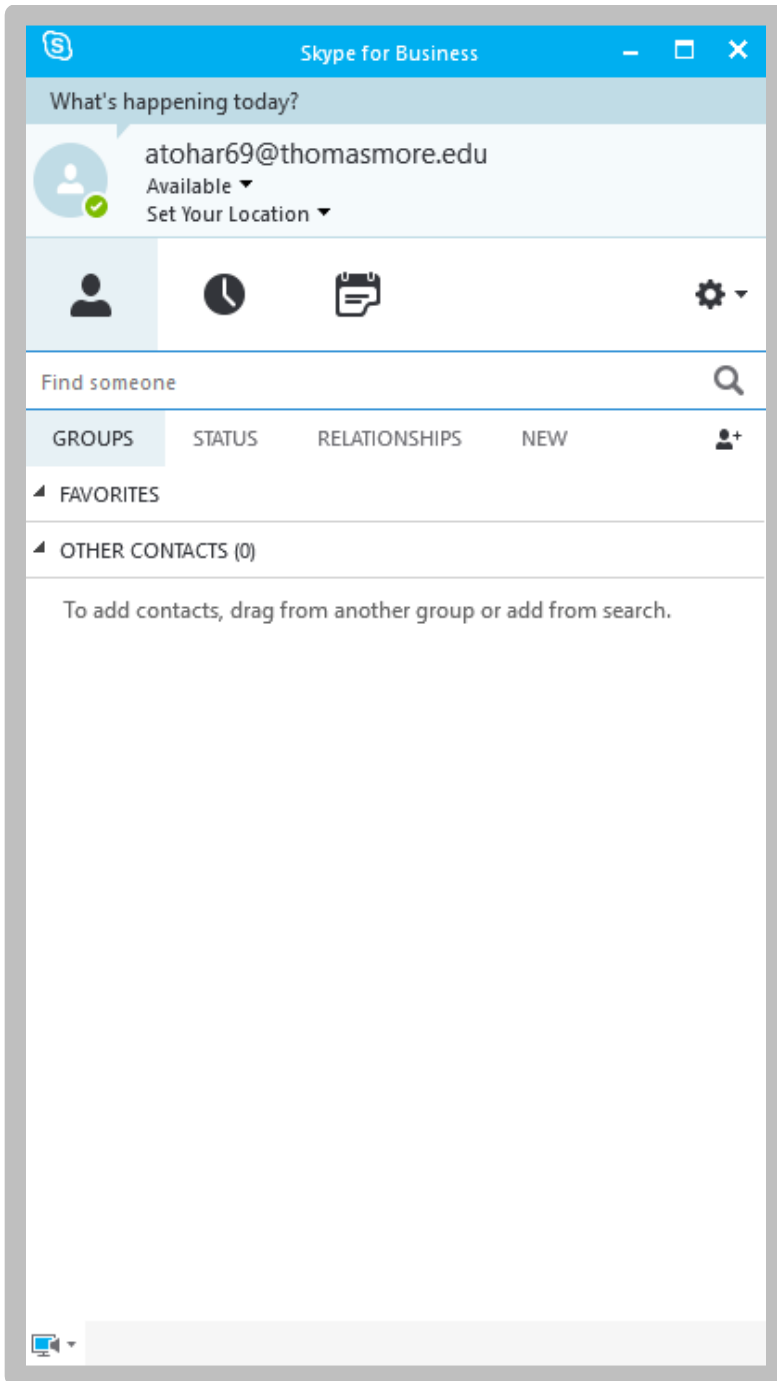 Skype for Business
What's happening today?
atohar69@thomasmore.edu
Available
Set Your Location
Find someone
GROUPS STATUS RELATIONSHIPS NEW
FAVORITES
OTHER CONTACTS (0)
To add contacts, drag from another group or add from search.